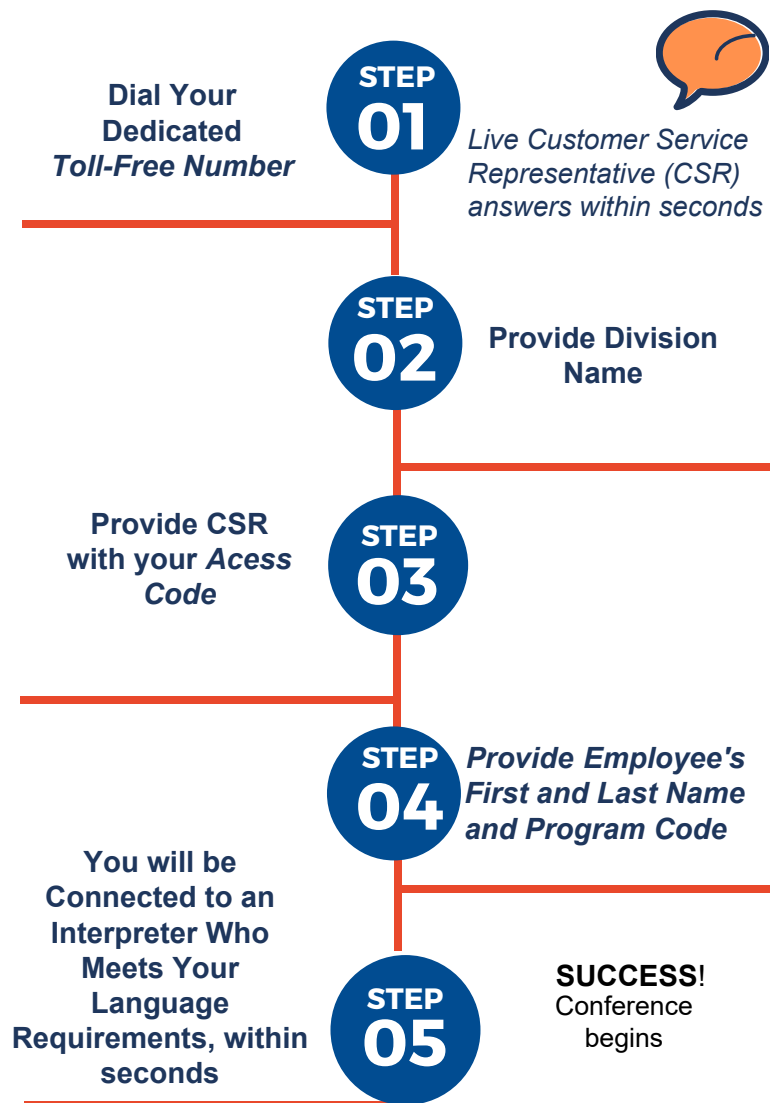 STEP
01
Dial Your
Dedicated
Toll-Free Number
Live Customer Service
Representative (CSR)
answers within seconds
STEP
02
Provide Division
Name
STEP
03
Provide CSR
with your Acess
Code
STEP
04
Provide Employee's
First and Last Name
and Program Code
STEP
05
You will be
Connected to an
Interpreter Who
Meets Your
Language
Requirements, within
seconds
SUCCESS!
Conference
begins